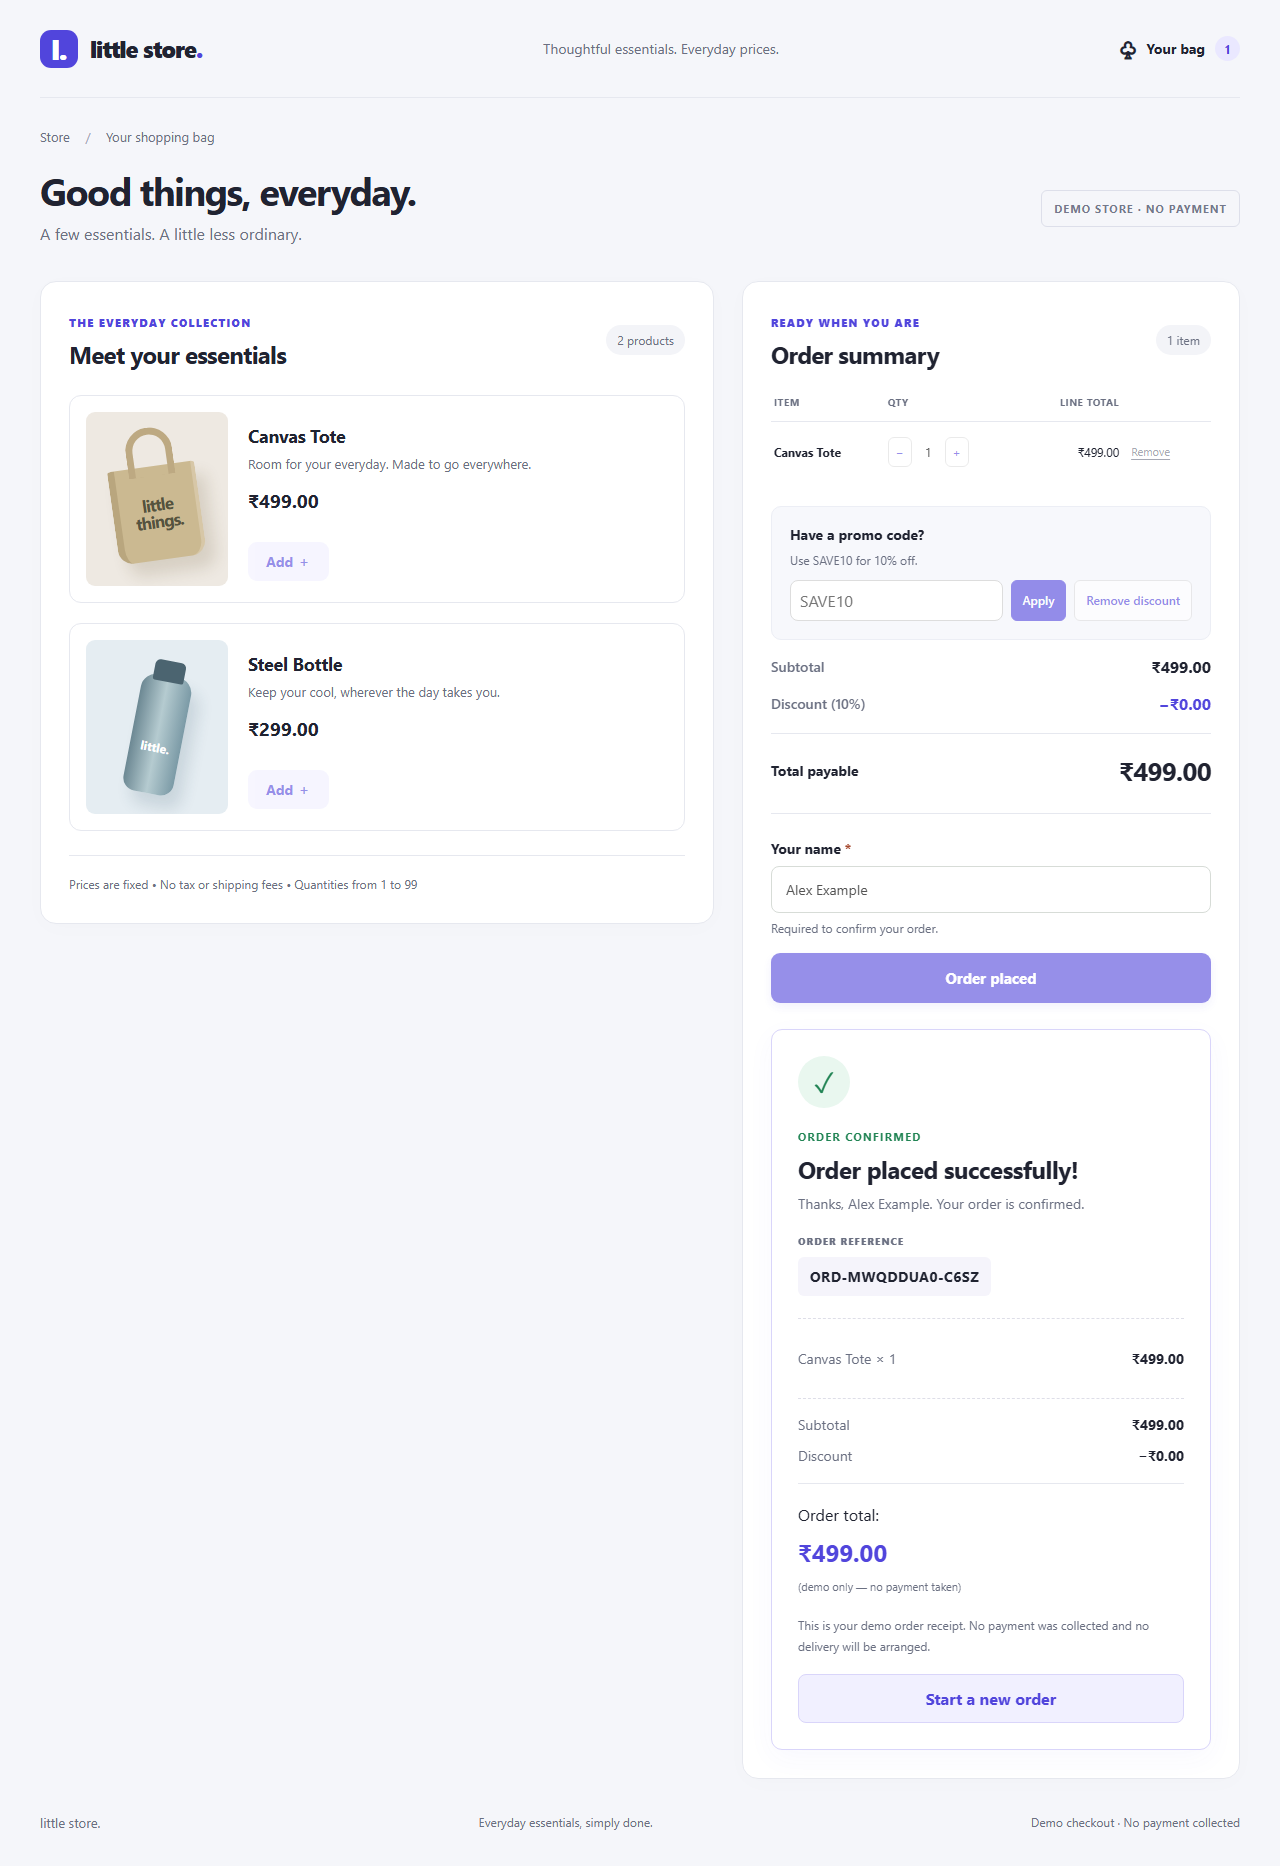 l. little store.
Thoughtful essentials. Everyday prices.
Your bag 1
Store / Your shopping bag
Good things, everyday.
A few essentials. A little less ordinary.
DEMO STORE · NO PAYMENT
THE EVERYDAY COLLECTION
Meet your essentials
2 products
little
things.
Canvas Tote
Room for your everyday. Made to go everywhere.
₹499.00
Add +
little.
Steel Bottle
Keep your cool, wherever the day takes you.
₹299.00
Add +
Prices are fixed • No tax or shipping fees • Quantities from 1 to 99
READY WHEN YOU ARE
Order summary
1 item
ITEM QTY LINE TOTAL
Canvas Tote − 1 + ₹499.00 Remove
Have a promo code?
Use SAVE10 for 10% off.
SAVE10 Apply Remove discount
Subtotal ₹499.00
Discount (10%) −₹0.00
Total payable ₹499.00
Your name *
Alex Example
Required to confirm your order.
Order placed
✓
ORDER CONFIRMED
Order placed successfully!
Thanks, Alex Example. Your order is confirmed.
ORDER REFERENCE
ORD-MWQDDUA0-C6SZ
Canvas Tote × 1 ₹499.00
Subtotal ₹499.00
Discount −₹0.00
Order total:
₹499.00
(demo only — no payment taken)
This is your demo order receipt. No payment was collected and no
delivery will be arranged.
Start a new order
little store.
Everyday essentials, simply done.
Demo checkout · No payment collected